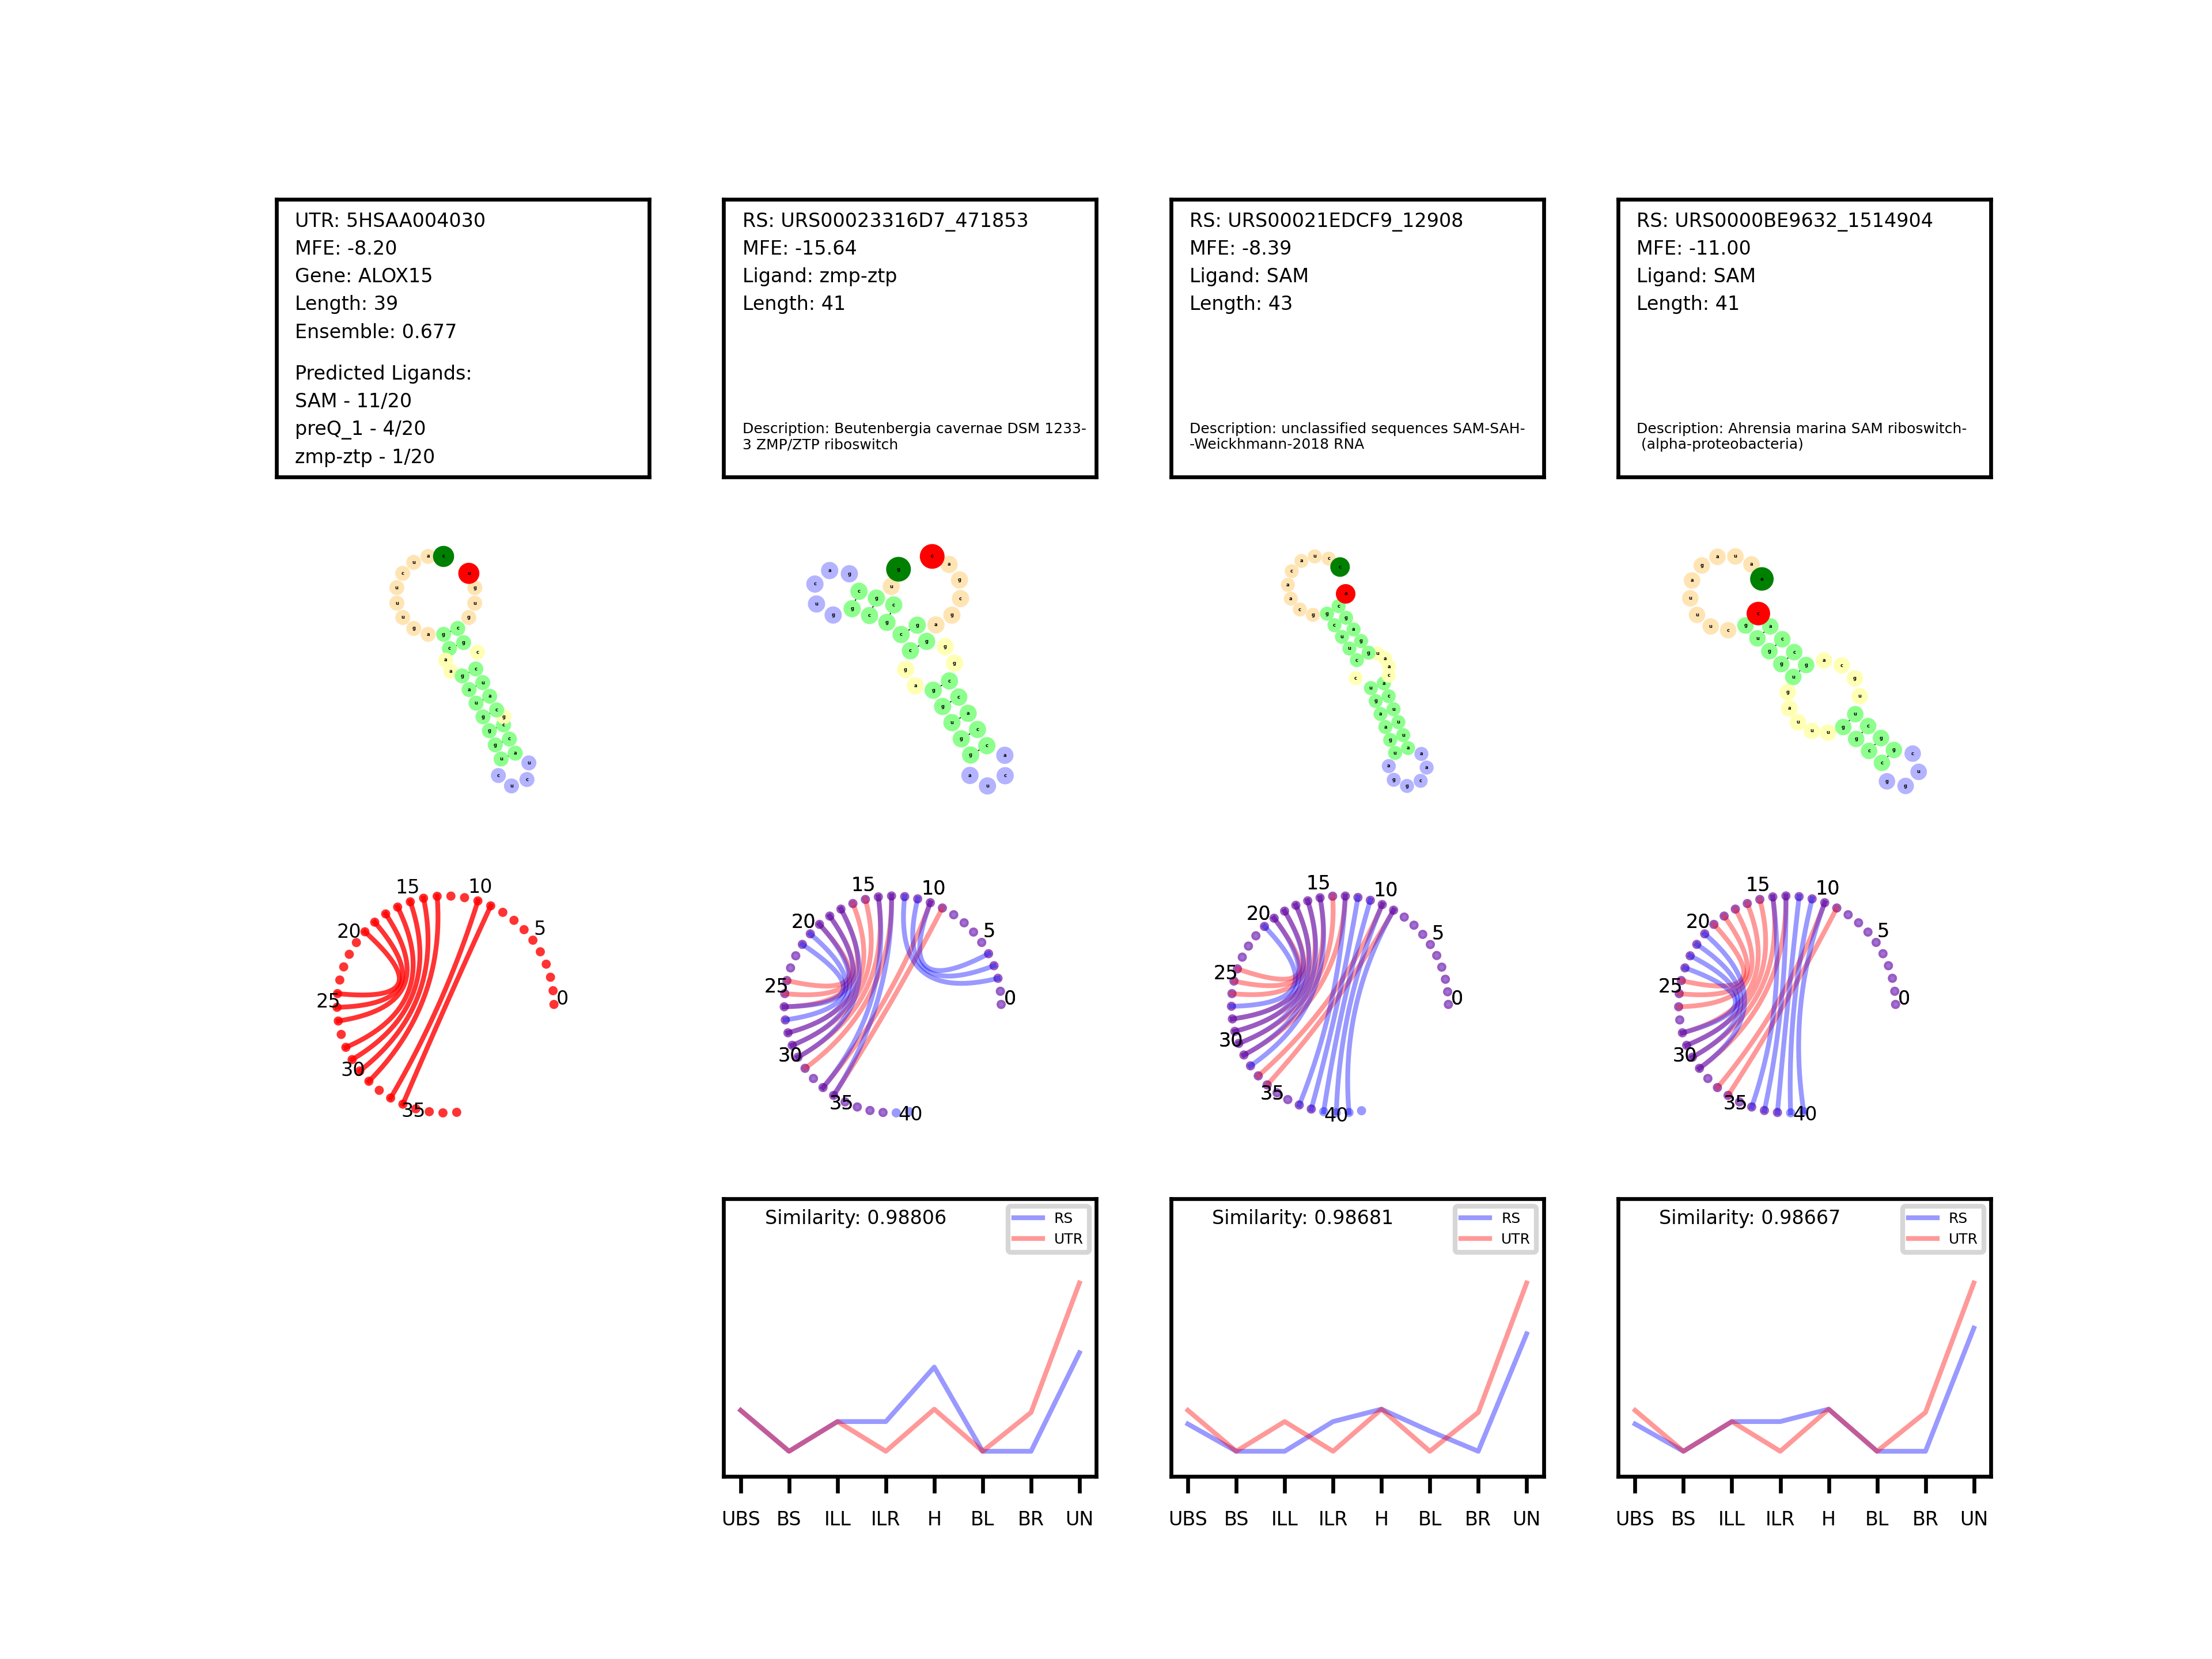 UTR: 5HSAA004030
MFE: -8.20
Gene: ALOX15
Length: 39
Ensemble: 0.677
Predicted Ligands:
SAM - 11/20
preQ_1 - 4/20
zmp-ztp - 1/20
RS: URS00023316D7_471853
MFE: -15.64
Ligand: zmp-ztp
Length: 41
Description: Beutenbergia cavernae DSM 1233-
3 ZMP/ZTP riboswitch
RS: URS00021EDCF9_12908
MFE: -8.39
Ligand: SAM
Length: 43
Description: unclassified sequences SAM-SAH-
-Weickhmann-2018 RNA
RS: URS0000BE9632_1514904
MFE: -11.00
Ligand: SAM
Length: 41
Description: Ahrensia marina SAM riboswitch-
(alpha-proteobacteria)
0
5
10
15
20
25
30
35
0
5
10
15
20
25
30
35
40
0
5
10
15
20
25
30
35
40
0
5
10
15
20
25
30
35
40
Similarity: 0.98806
RS
UTR
UBS BS ILL ILR H BL BR UN
Similarity: 0.98681
RS
UTR
UBS BS ILL ILR H BL BR UN
Similarity: 0.98667
RS
UTR
UBS BS ILL ILR H BL BR UN